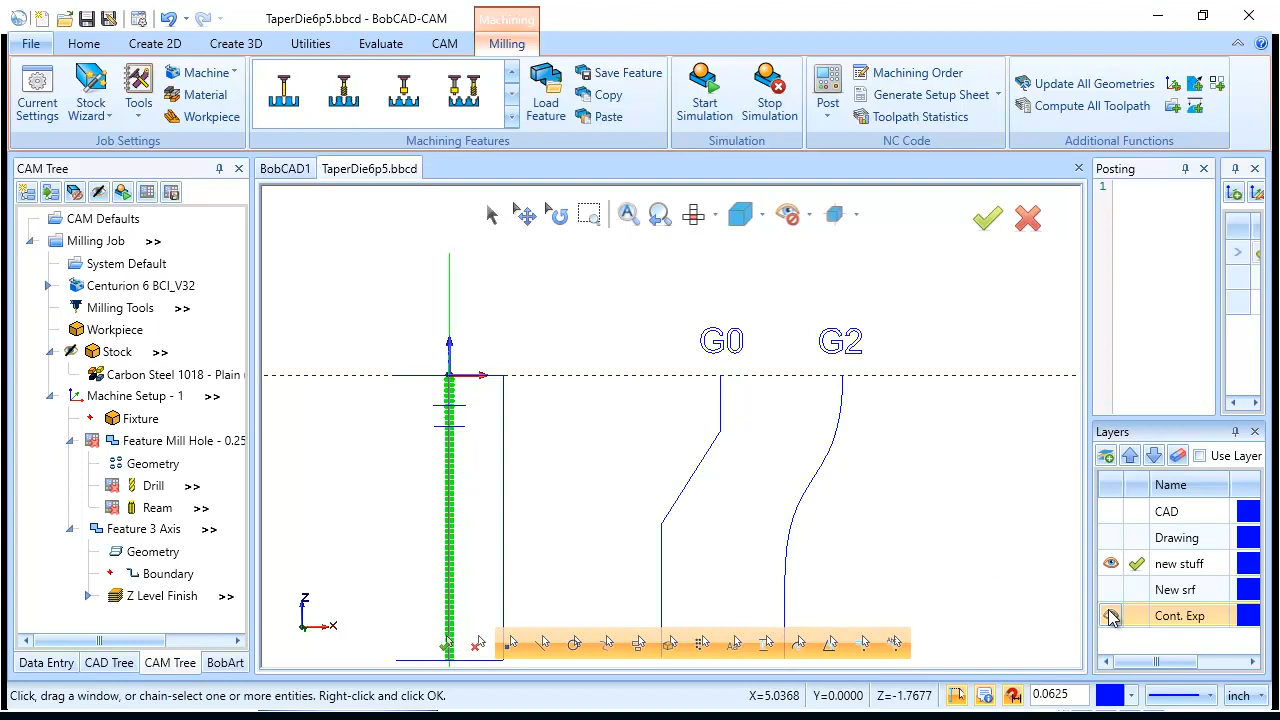 TaperDie6p5.bbcd - BobCAD-CAM
Machining
File Home Create 2D Create 3D Utilities Evaluate CAM Milling
Current Settings
Stock Wizard
Tools
Machine
Material
Workpiece
Job Settings
Load Feature
Save Feature
Copy
Paste
Machining Features
Start Simulation
Stop Simulation
Simulation
Post
Machining Order
Generate Setup Sheet
Toolpath Statistics
NC Code
Update All Geometrie
Compute All Toolpath
Additional Functions
CAM Tree
BobCAD1 TaperDie6p5.bbcd
Posting
1
CAM Defaults
Milling Job >>
System Default
Centurion 6 BCI_V32
Milling Tools >>
Workpiece
Stock >>
Carbon Steel 1018 - Plain (
Machine Setup - 1 >>
Fixture
Feature Mill Hole - 0.25
Geometry
Drill >>
Ream >>
Feature 3 Axis >>
Geometry
Boundary
Z Level Finish >>
G0 G2
Z
X
Layers
Use Layer
Name
CAD
Drawing
new stuff
New srf
Cont. Exp
Data Entry CAD Tree CAM Tree BobArt
Click, drag a window, or chain-select one or more entities. Right-click and click OK.
X=5.0368 Y=0.0000 Z=-1.7677
0.0625
inch